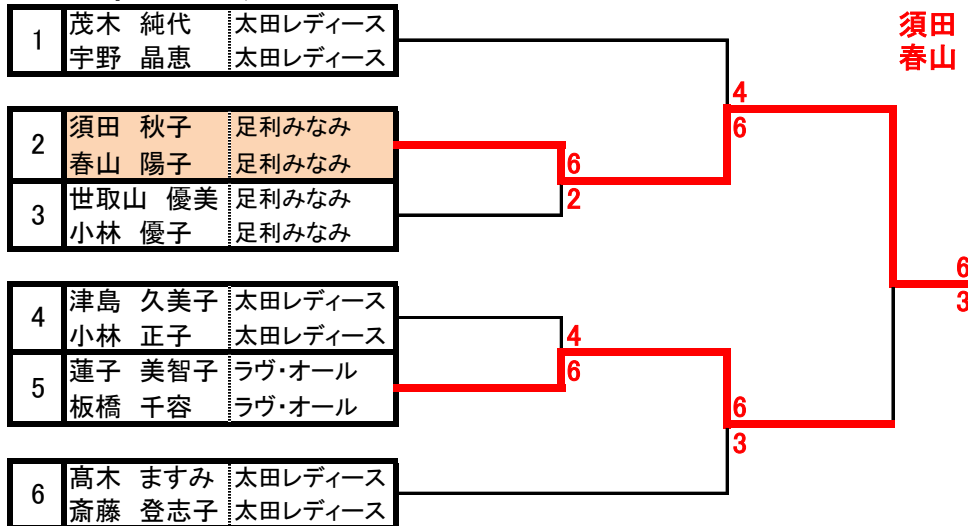 1 茂木 純代 太田レディース
宇野 晶恵 太田レディース
須田
春山
4
6
2 須田 秋子 足利みなみ
春山 陽子 足利みなみ
6
2
3 世取山 優美 足利みなみ
小林 優子 足利みなみ
6
3
4 津島 久美子 太田レディース
小林 正子 太田レディース
4
6
5 蓮子 美智子 ラヴ・オール
板橋 千容 ラヴ・オール
6
3
6 髙木 ますみ 太田レディース
斎藤 登志子 太田レディース